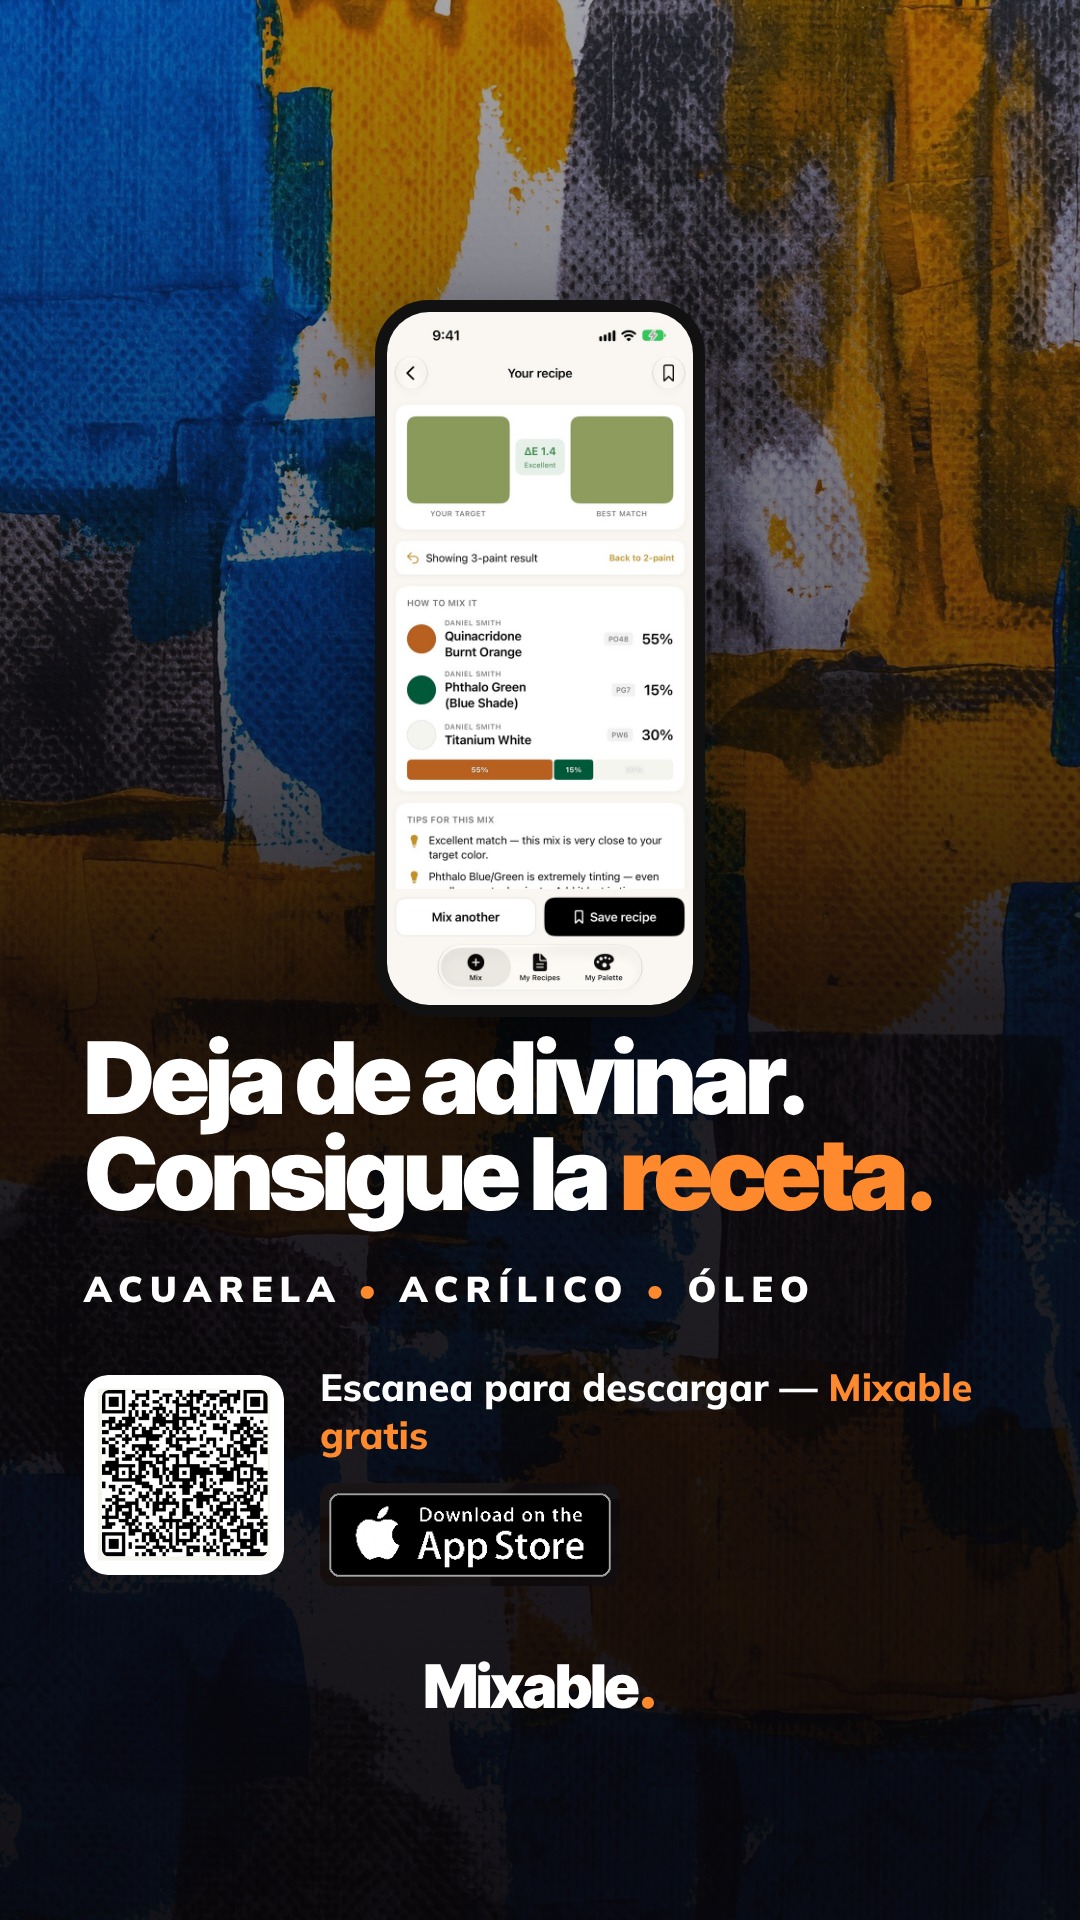 9:41
Your recipe
ΔE 1.4
Excellent
YOUR TARGET
BEST MATCH
Showing 3-paint result
Back to 2-paint
HOW TO MIX IT
DANIEL SMITH
Quinacridone
Burnt Orange
PO48
55%
DANIEL SMITH
Phthalo Green
(Blue Shade)
PG7
15%
DANIEL SMITH
Titanium White
PW6
30%
55%
15%
TIPS FOR THIS MIX
Excellent match — this mix is very close to your
target color.
Phthalo Blue/Green is extremely tinting — even
Mix another
Save recipe
Mix
My Recipes
My Palette
Deja de adivinar.
Consigue la receta.
ACUARELA • ACRÍLICO • ÓLEO
Escanea para descargar — Mixable
gratis
Download on the
App Store
Mixable.